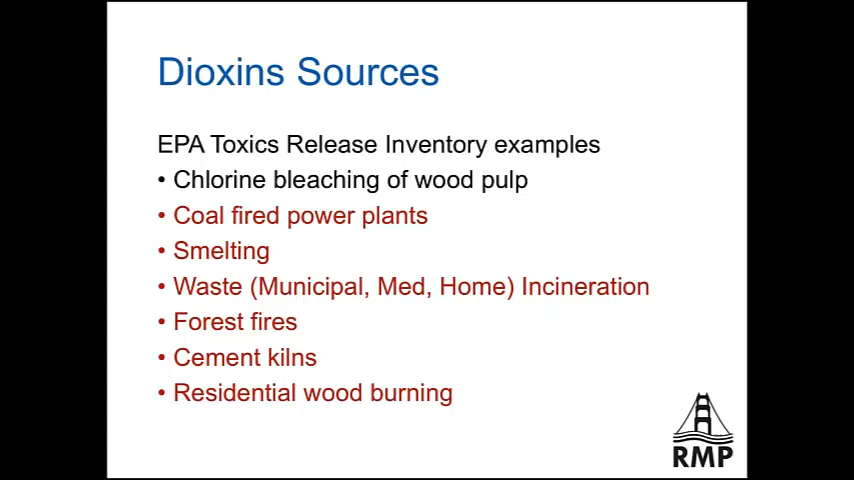 Dioxins Sources
EPA Toxics Release Inventory examples
• Chlorine bleaching of wood pulp
• Coal fired power plants
• Smelting
• Waste (Municipal, Med, Home) Incineration
• Forest fires
• Cement kilns
• Residential wood burning
RMP